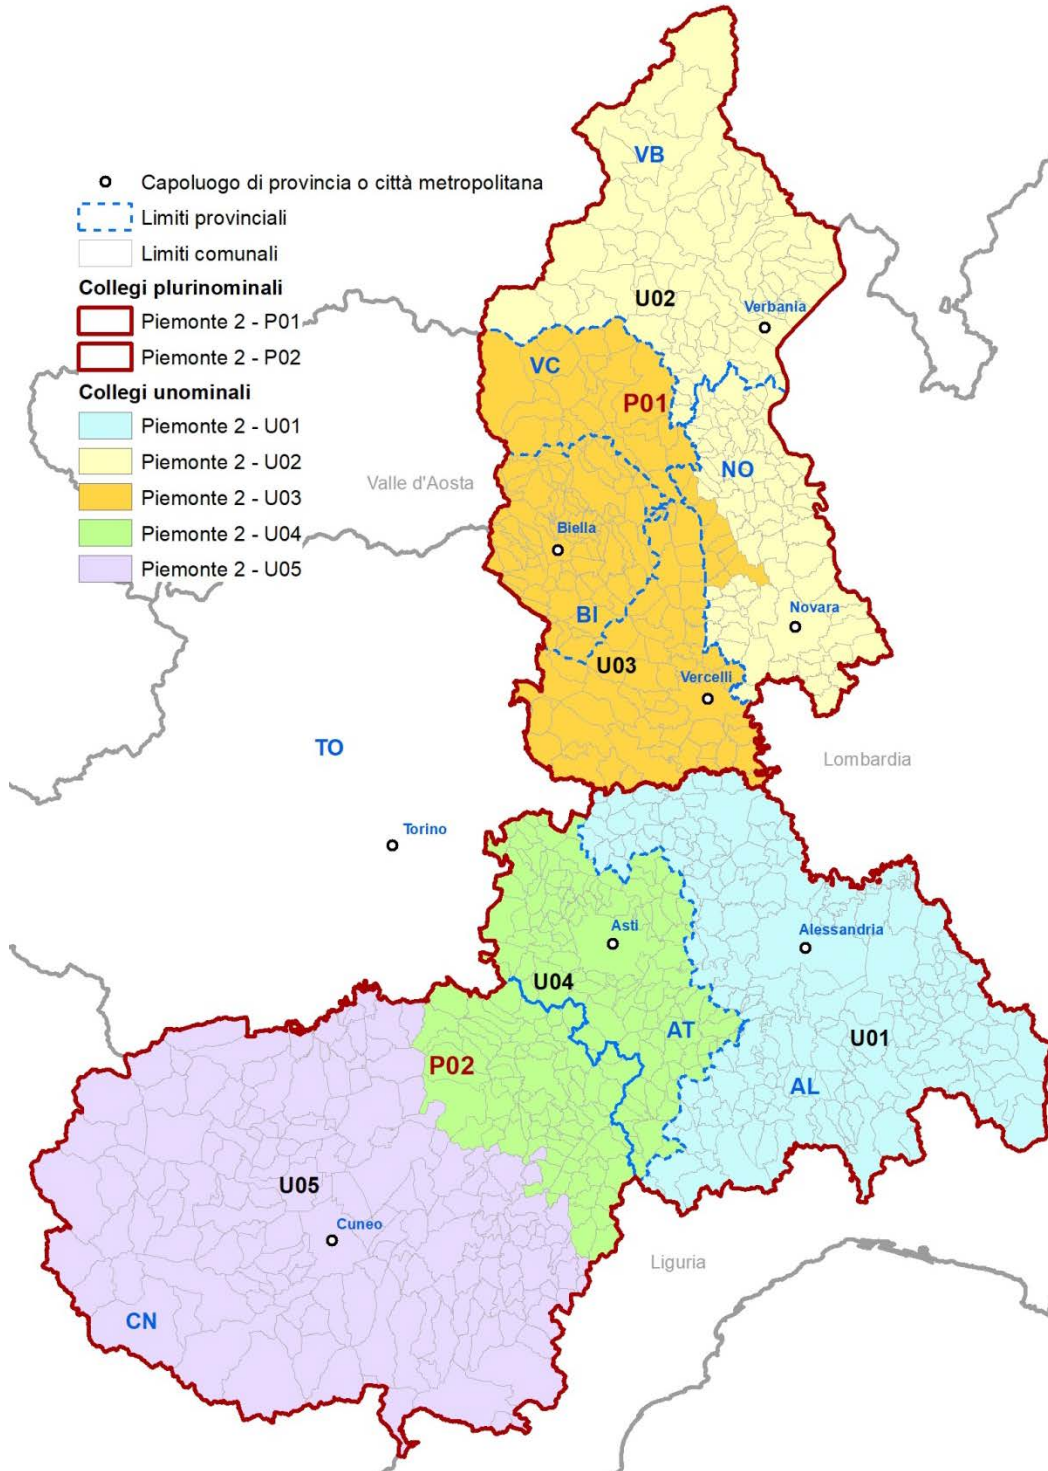 VB
Capoluogo di provincia o città metropolitana
Limiti provinciali
Limiti comunali
Collegi plurinominali
Piemonte 2 - P01
Piemonte 2 - P02
Collegi unominali
Piemonte 2 - U01
Piemonte 2 - U02
Piemonte 2 - U03
Piemonte 2 - U04
Piemonte 2 - U05
U02
Verbania
VC
P01
NO
Valle d'Aosta
Biella
BI
Novara
U03
Vercelli
TO
Lombardia
Torino
Asti
Alessandria
U04
AT
U01
P02
AL
U05
Cuneo
Liguria
CN